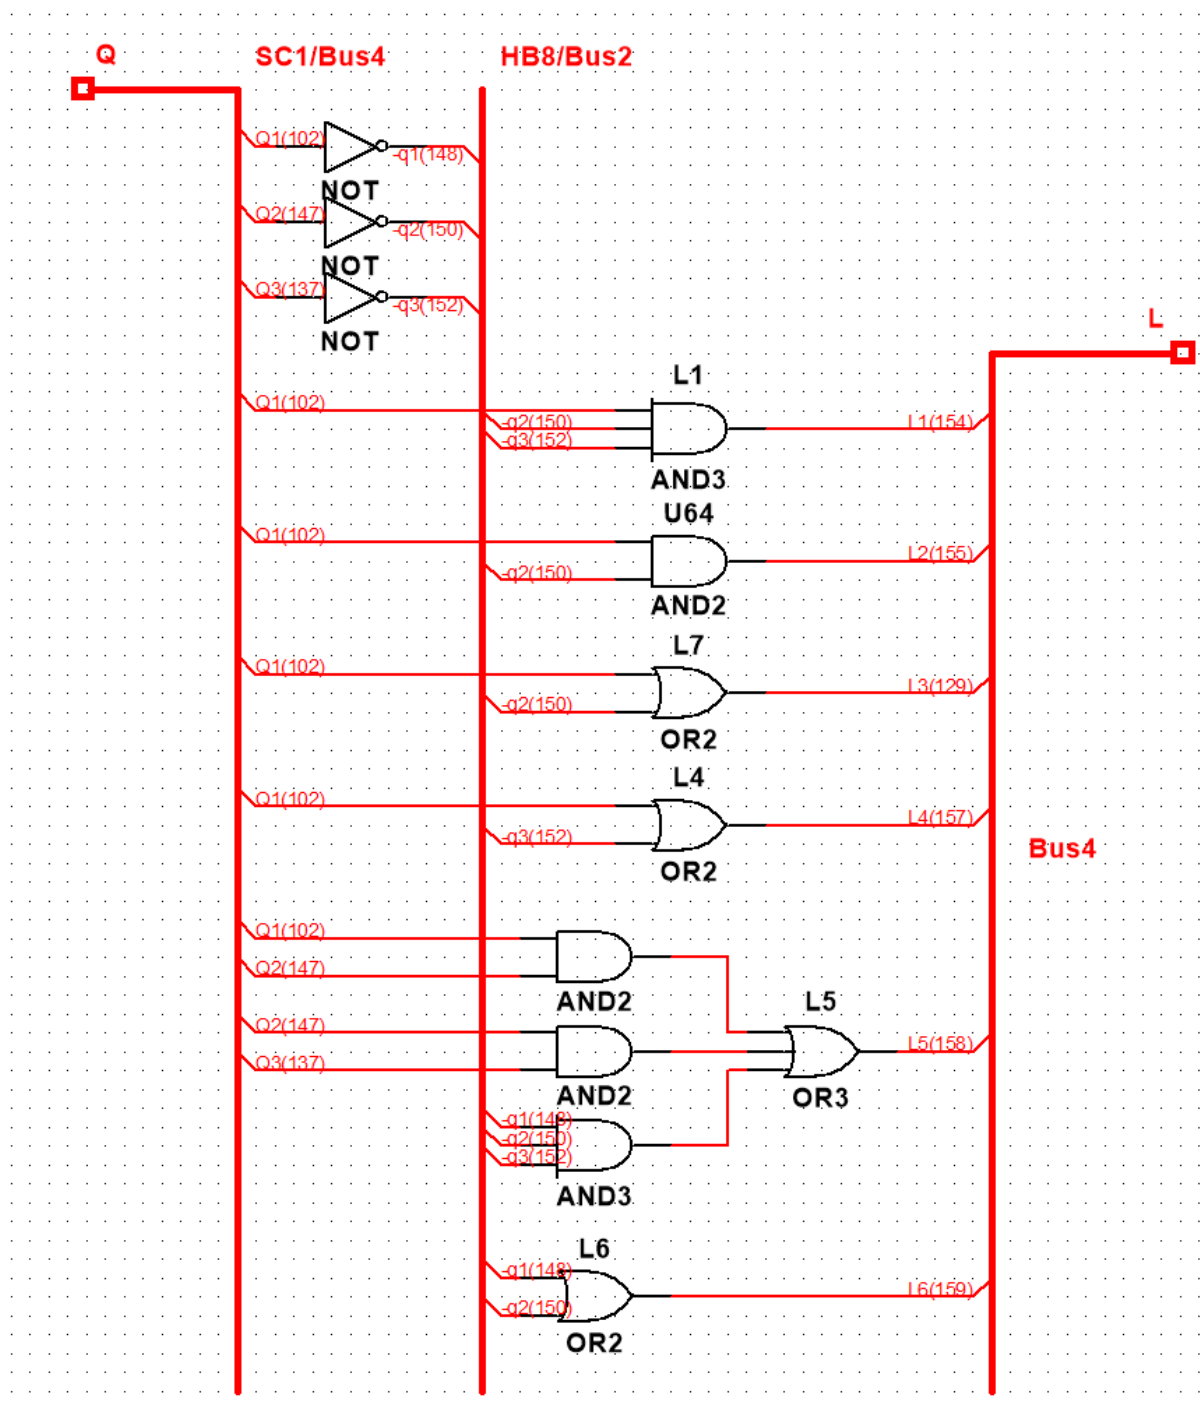 Q
SC1/Bus4
HB8/Bus2
Q1(102)
-q1(148)
NOT
Q2(147)
-q2(150)
NOT
Q3(137)
-q3(152)
NOT
L
L1
Q1(102)
-q2(150)
-q3(152)
L1(154)
AND3
U64
Q1(102)
-q2(150)
L2(155)
AND2
L7
Q1(102)
-q2(150)
L3(129)
OR2
L4
Q1(102)
-q3(152)
L4(157)
OR2
Bus4
Q1(102)
Q2(147)
AND2
L5
Q2(147)
Q3(137)
L5(158)
AND2
OR3
-q1(148)
-q2(150)
-q3(152)
AND3
L6
-q1(148)
-q2(150)
L6(159)
OR2